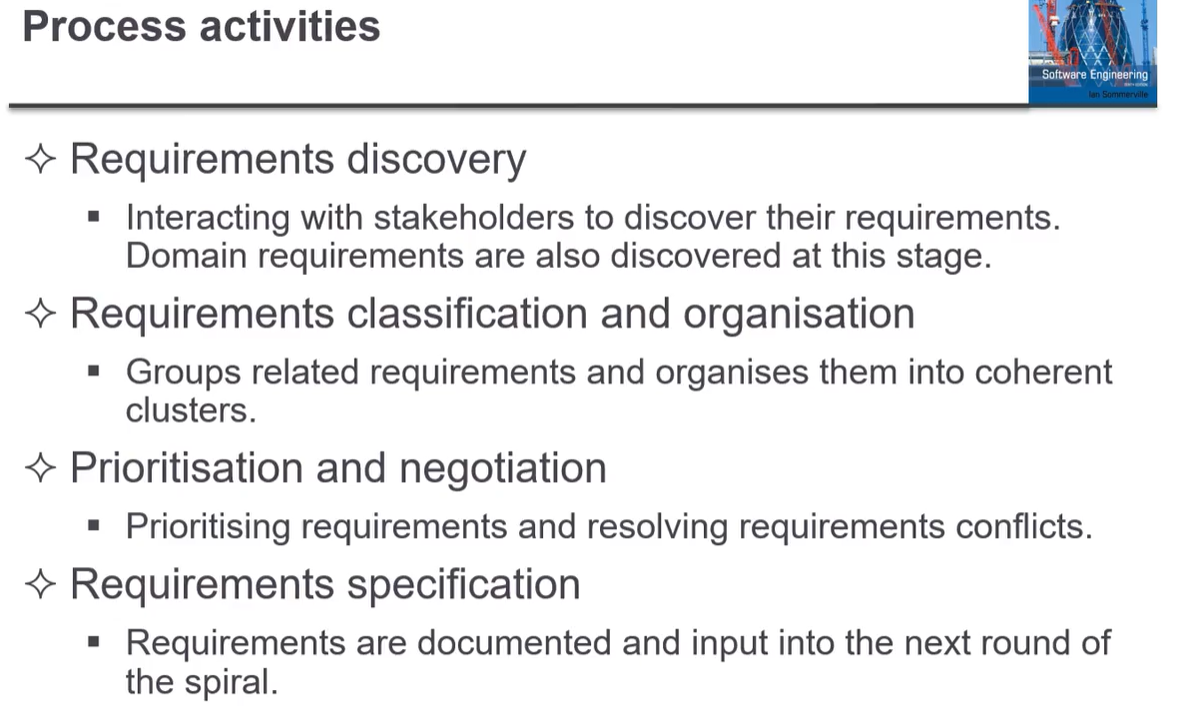 Process activities
Software Engineering
Ian Sommerville
✧ Requirements discovery
▪ Interacting with stakeholders to discover their requirements.
Domain requirements are also discovered at this stage.
✧ Requirements classification and organisation
▪ Groups related requirements and organises them into coherent
clusters.
✧ Prioritisation and negotiation
▪ Prioritising requirements and resolving requirements conflicts.
✧ Requirements specification
▪ Requirements are documented and input into the next round of
the spiral.